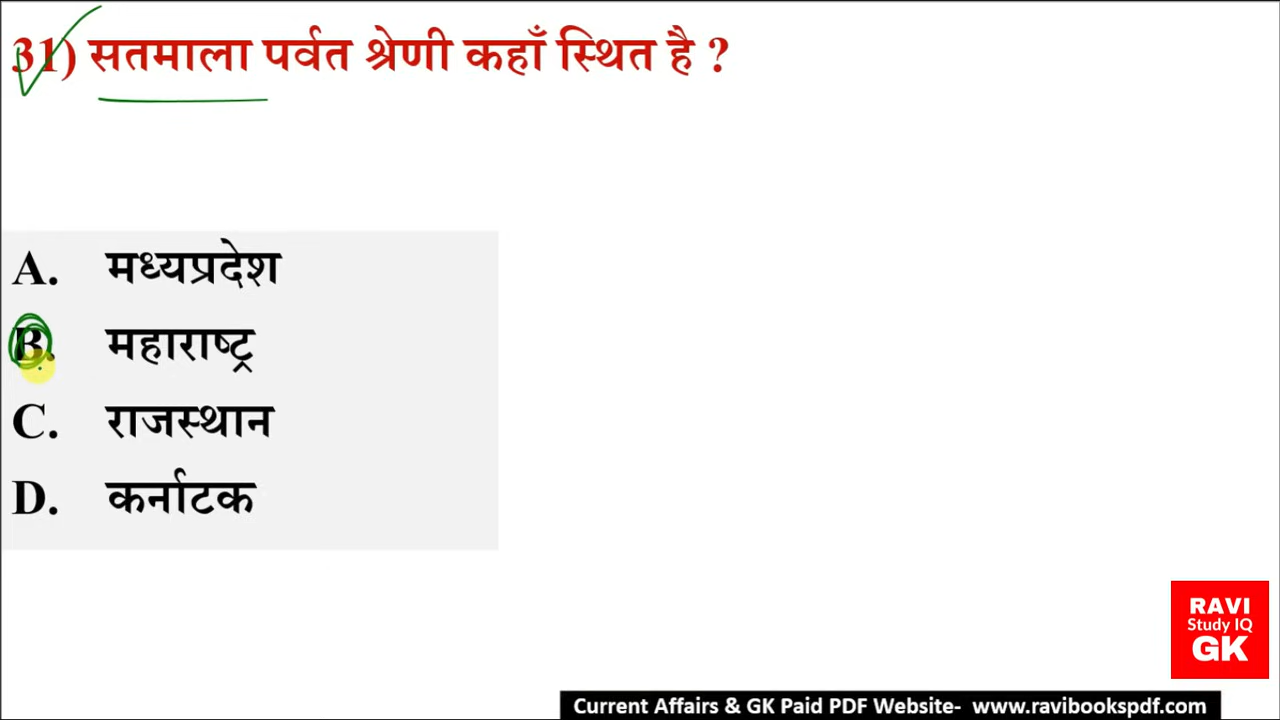 31) सतमाला पर्वत श्रेणी कहाँ स्थित है ?
A. मध्यप्रदेश
B. महाराष्ट्र
C. राजस्थान
D. कर्नाटक
RAVI
Study IQ
GK
Current Affairs & GK Paid PDF Website- www.ravibookspdf.com